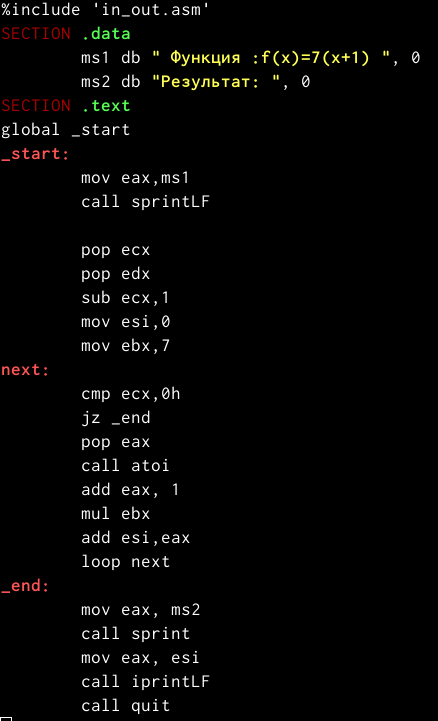 %include 'in_out.asm'
SECTION .data
ms1 db " Функция :f(x)=7(x+1) ", 0
ms2 db "Результат: ", 0
SECTION .text
global _start
_start:
mov eax,ms1
call sprintLF
pop ecx
pop edx
sub ecx,1
mov esi,0
mov ebx,7
next:
cmp ecx,0h
jz _end
pop eax
call atoi
add eax, 1
mul ebx
add esi,eax
loop next
_end:
mov eax, ms2
call sprint
mov eax, esi
call iprintLF
call quit